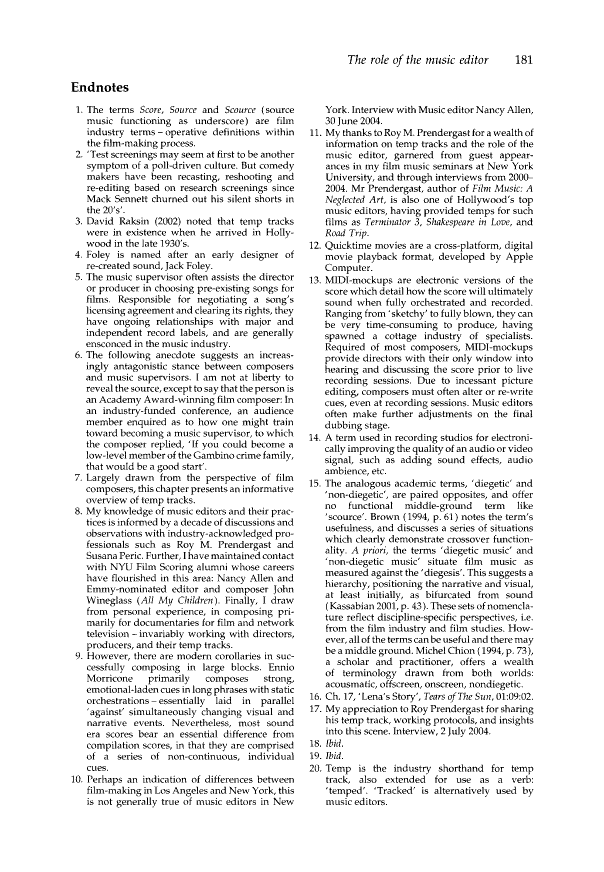 The role of the music editor 181
Endnotes
1. The terms Score, Source and Scource (source
music functioning as underscore) are film
industry terms – operative definitions within
the film-making process.
2. 'Test screenings may seem at first to be another
symptom of a poll-driven culture. But comedy
makers have been recasting, reshooting and
re-editing based on research screenings since
Mack Sennett churned out his silent shorts in
the 20's'.
3. David Raksin (2002) noted that temp tracks
were in existence when he arrived in Holly-
wood in the late 1930's.
4. Foley is named after an early designer of
re-created sound, Jack Foley.
5. The music supervisor often assists the director
or producer in choosing pre-existing songs for
films. Responsible for negotiating a song's
licensing agreement and clearing its rights, they
have ongoing relationships with major and
independent record labels, and are generally
ensconced in the music industry.
6. The following anecdote suggests an increas-
ingly antagonistic stance between composers
and music supervisors. I am not at liberty to
reveal the source, except to say that the person is
an Academy Award-winning film composer: In
an industry-funded conference, an audience
member enquired as to how one might train
toward becoming a music supervisor, to which
the composer replied, 'If you could become a
low-level member of the Gambino crime family,
that would be a good start'.
7. Largely drawn from the perspective of film
composers, this chapter presents an informative
overview of temp tracks.
8. My knowledge of music editors and their prac-
tices is informed by a decade of discussions and
observations with industry-acknowledged pro-
fessionals such as Roy M. Prendergast and
Susana Peric. Further, I have maintained contact
with NYU Film Scoring alumni whose careers
have flourished in this area: Nancy Allen and
Emmy-nominated editor and composer John
Wineglass (All My Children). Finally, I draw
from personal experience, in composing pri-
marily for documentaries for film and network
television – invariably working with directors,
producers, and their temp tracks.
9. However, there are modern corollaries in suc-
cessfully composing in large blocks. Ennio
Morricone primarily composes strong,
emotional-laden cues in long phrases with static
orchestrations – essentially laid in parallel
'against' simultaneously changing visual and
narrative events. Nevertheless, most sound
era scores bear an essential difference from
compilation scores, in that they are comprised
of a series of non-continuous, individual
cues.
10. Perhaps an indication of differences between
film-making in Los Angeles and New York, this
is not generally true of music editors in New
York. Interview with Music editor Nancy Allen,
30 June 2004.
11. My thanks to Roy M. Prendergast for a wealth of
information on temp tracks and the role of the
music editor, garnered from guest appear-
ances in my film music seminars at New York
University, and through interviews from 2000–
2004. Mr Prendergast, author of Film Music: A
Neglected Art, is also one of Hollywood's top
music editors, having provided temps for such
films as Terminator 3, Shakespeare in Love, and
Road Trip.
12. Quicktime movies are a cross-platform, digital
movie playback format, developed by Apple
Computer.
13. MIDI-mockups are electronic versions of the
score which detail how the score will ultimately
sound when fully orchestrated and recorded.
Ranging from 'sketchy' to fully blown, they can
be very time-consuming to produce, having
spawned a cottage industry of specialists.
Required of most composers, MIDI-mockups
provide directors with their only window into
hearing and discussing the score prior to live
recording sessions. Due to incessant picture
editing, composers must often alter or re-write
cues, even at recording sessions. Music editors
often make further adjustments on the final
dubbing stage.
14. A term used in recording studios for electroni-
cally improving the quality of an audio or video
signal, such as adding sound effects, audio
ambience, etc.
15. The analogous academic terms, 'diegetic' and
'non-diegetic', are paired opposites, and offer
no functional middle-ground term like
'scource'. Brown (1994, p. 61) notes the term's
usefulness, and discusses a series of situations
which clearly demonstrate crossover function-
ality. A priori, the terms 'diegetic music' and
'non-diegetic music' situate film music as
measured against the 'diegesis'. This suggests a
hierarchy, positioning the narrative and visual,
at least initially, as bifurcated from sound
(Kassabian 2001, p. 43). These sets of nomencla-
ture reflect discipline-specific perspectives, i.e.
from the film industry and film studies. How-
ever, all of the terms can be useful and there may
be a middle ground. Michel Chion (1994, p. 73),
a scholar and practitioner, offers a wealth
of terminology drawn from both worlds:
acousmatic, offscreen, onscreen, nondiegetic.
16. Ch. 17, 'Lena's Story', Tears of The Sun, 01:09:02.
17. My appreciation to Roy Prendergast for sharing
his temp track, working protocols, and insights
into this scene. Interview, 2 July 2004.
18. Ibid.
19. Ibid.
20. Temp is the industry shorthand for temp
track, also extended for use as a verb:
'temped'. 'Tracked' is alternatively used by
music editors.